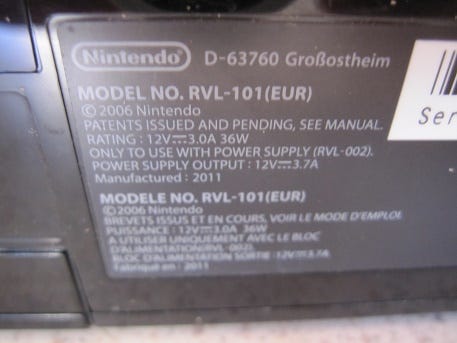 Nintendo D-63760 Großostheim
MODEL NO. RVL-101(EUR)
©2006 Nintendo
PATENTS ISSUED AND PENDING, SEE MANUAL.
RATING : 12V⎓3.0A 36W
ONLY TO USE WITH POWER SUPPLY (RVL-002).
POWER SUPPLY OUTPUT : 12V⎓3.7A
Manufactured : 2011
MODELE NO. RVL-101(EUR)
©2006 Nintendo
BREVETS ISSUS ET EN COURS, VOIR LE MODE D'EMPLOI
PUISSANCE : 12V⎓3.0A 36W
A UTILISER UNIQUEMENT AVEC LE BLOC
D'ALIMENTATION(RVL-002).
BLOC D'ALIMENTATION SORTIE : 12V⎓3.7A
Fabriqué en : 2011
Ser